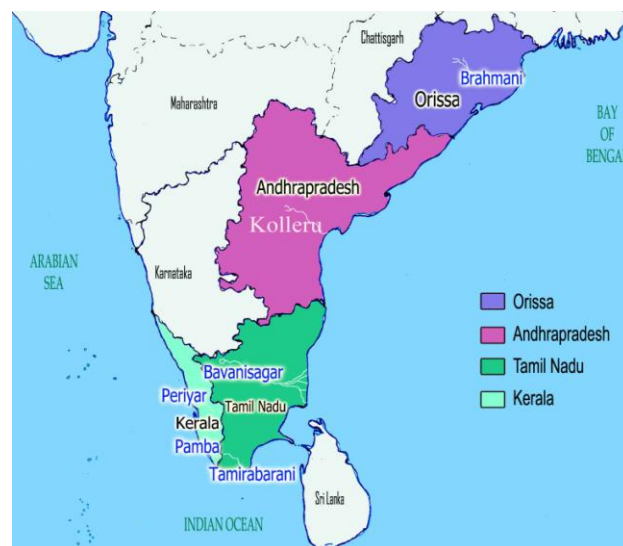 Chattisgarh
Brahmani
Orissa
Maharashtra
BAY
OF
BENGA
Andhrapradesh
Kolleru
ARABIAN
SEA
Karnataka
Orissa
Andhrapradesh
Tamil Nadu
Kerala
Bavanisagar
Periyar
Tamil Nadu
Kerala
Pamba
Tamirabarani
Sri Lanka
INDIAN OCEAN